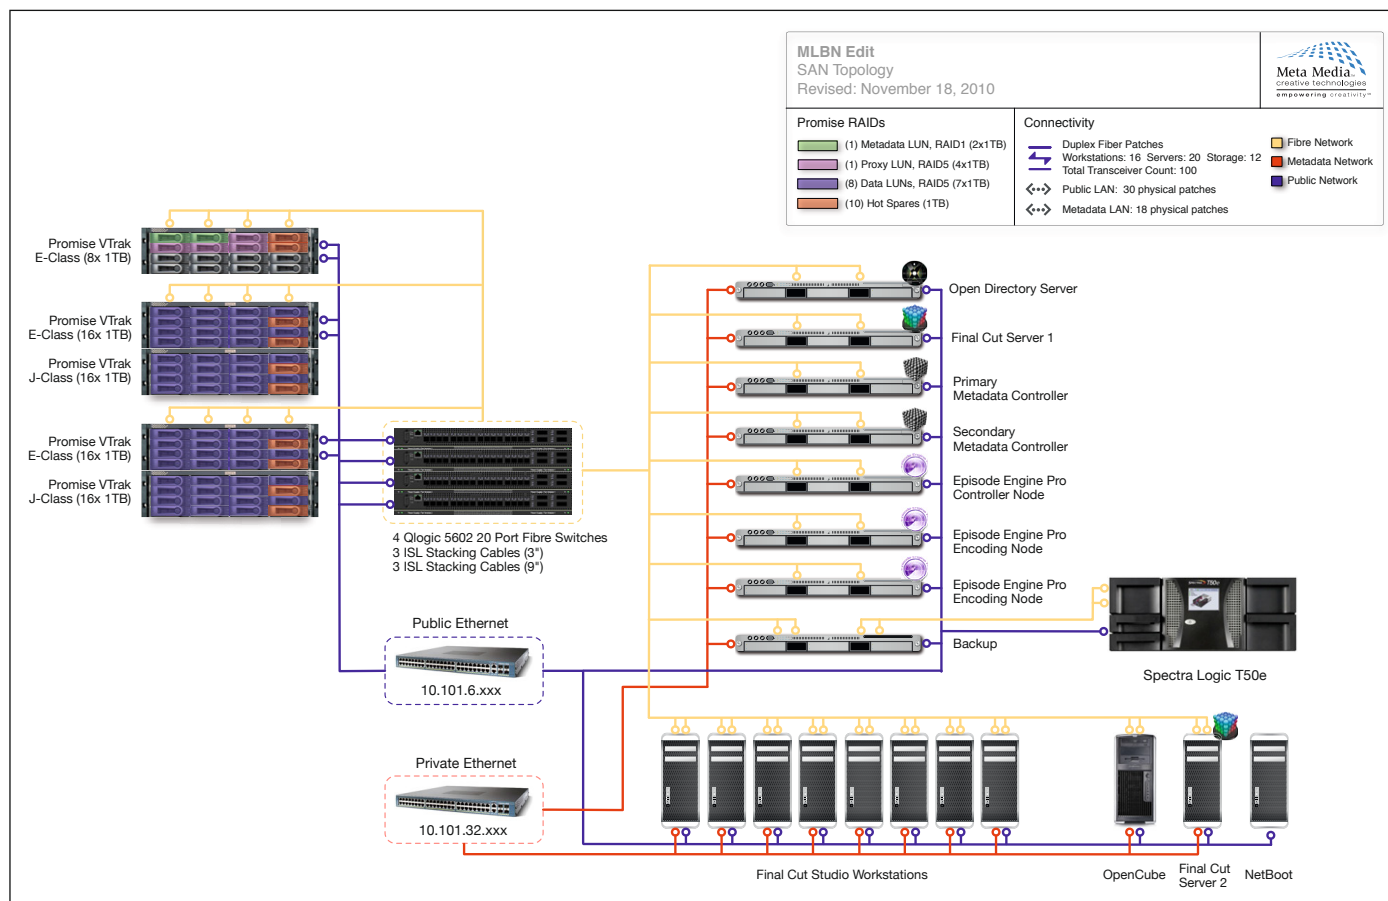 MLBN Edit
SAN Topology
Revised: November 18, 2010
Meta Media™
creative technologies
empowering creativity™
Promise RAIDs
(1) Metadata LUN, RAID1 (2x1TB)
(1) Proxy LUN, RAID5 (4x1TB)
(8) Data LUNs, RAID5 (7x1TB)
(10) Hot Spares (1TB)
Connectivity
Duplex Fiber Patches
Workstations: 16 Servers: 20 Storage: 12
Total Transceiver Count: 100
Public LAN: 30 physical patches
Metadata LAN: 18 physical patches
Fibre Network
Metadata Network
Public Network
Promise VTrak
E-Class (8x 1TB)
Promise VTrak
E-Class (16x 1TB)
Promise VTrak
J-Class (16x 1TB)
Promise VTrak
E-Class (16x 1TB)
Promise VTrak
J-Class (16x 1TB)
4 Qlogic 5602 20 Port Fibre Switches
3 ISL Stacking Cables (3")
3 ISL Stacking Cables (9")
Open Directory Server
Final Cut Server 1
Primary
Metadata Controller
Secondary
Metadata Controller
Episode Engine Pro
Controller Node
Episode Engine Pro
Encoding Node
Episode Engine Pro
Encoding Node
Backup
T50e
Spectra Logic T50e
Public Ethernet
10.101.6.xxx
Private Ethernet
10.101.32.xxx
Final Cut Studio Workstations
OpenCube
Final Cut
Server 2
NetBoot